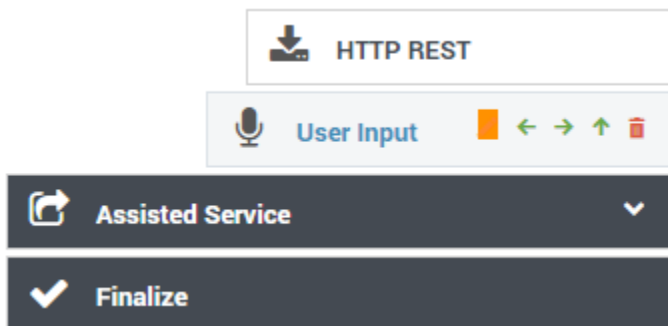 HTTP REST
User Input
Assisted Service
Finalize